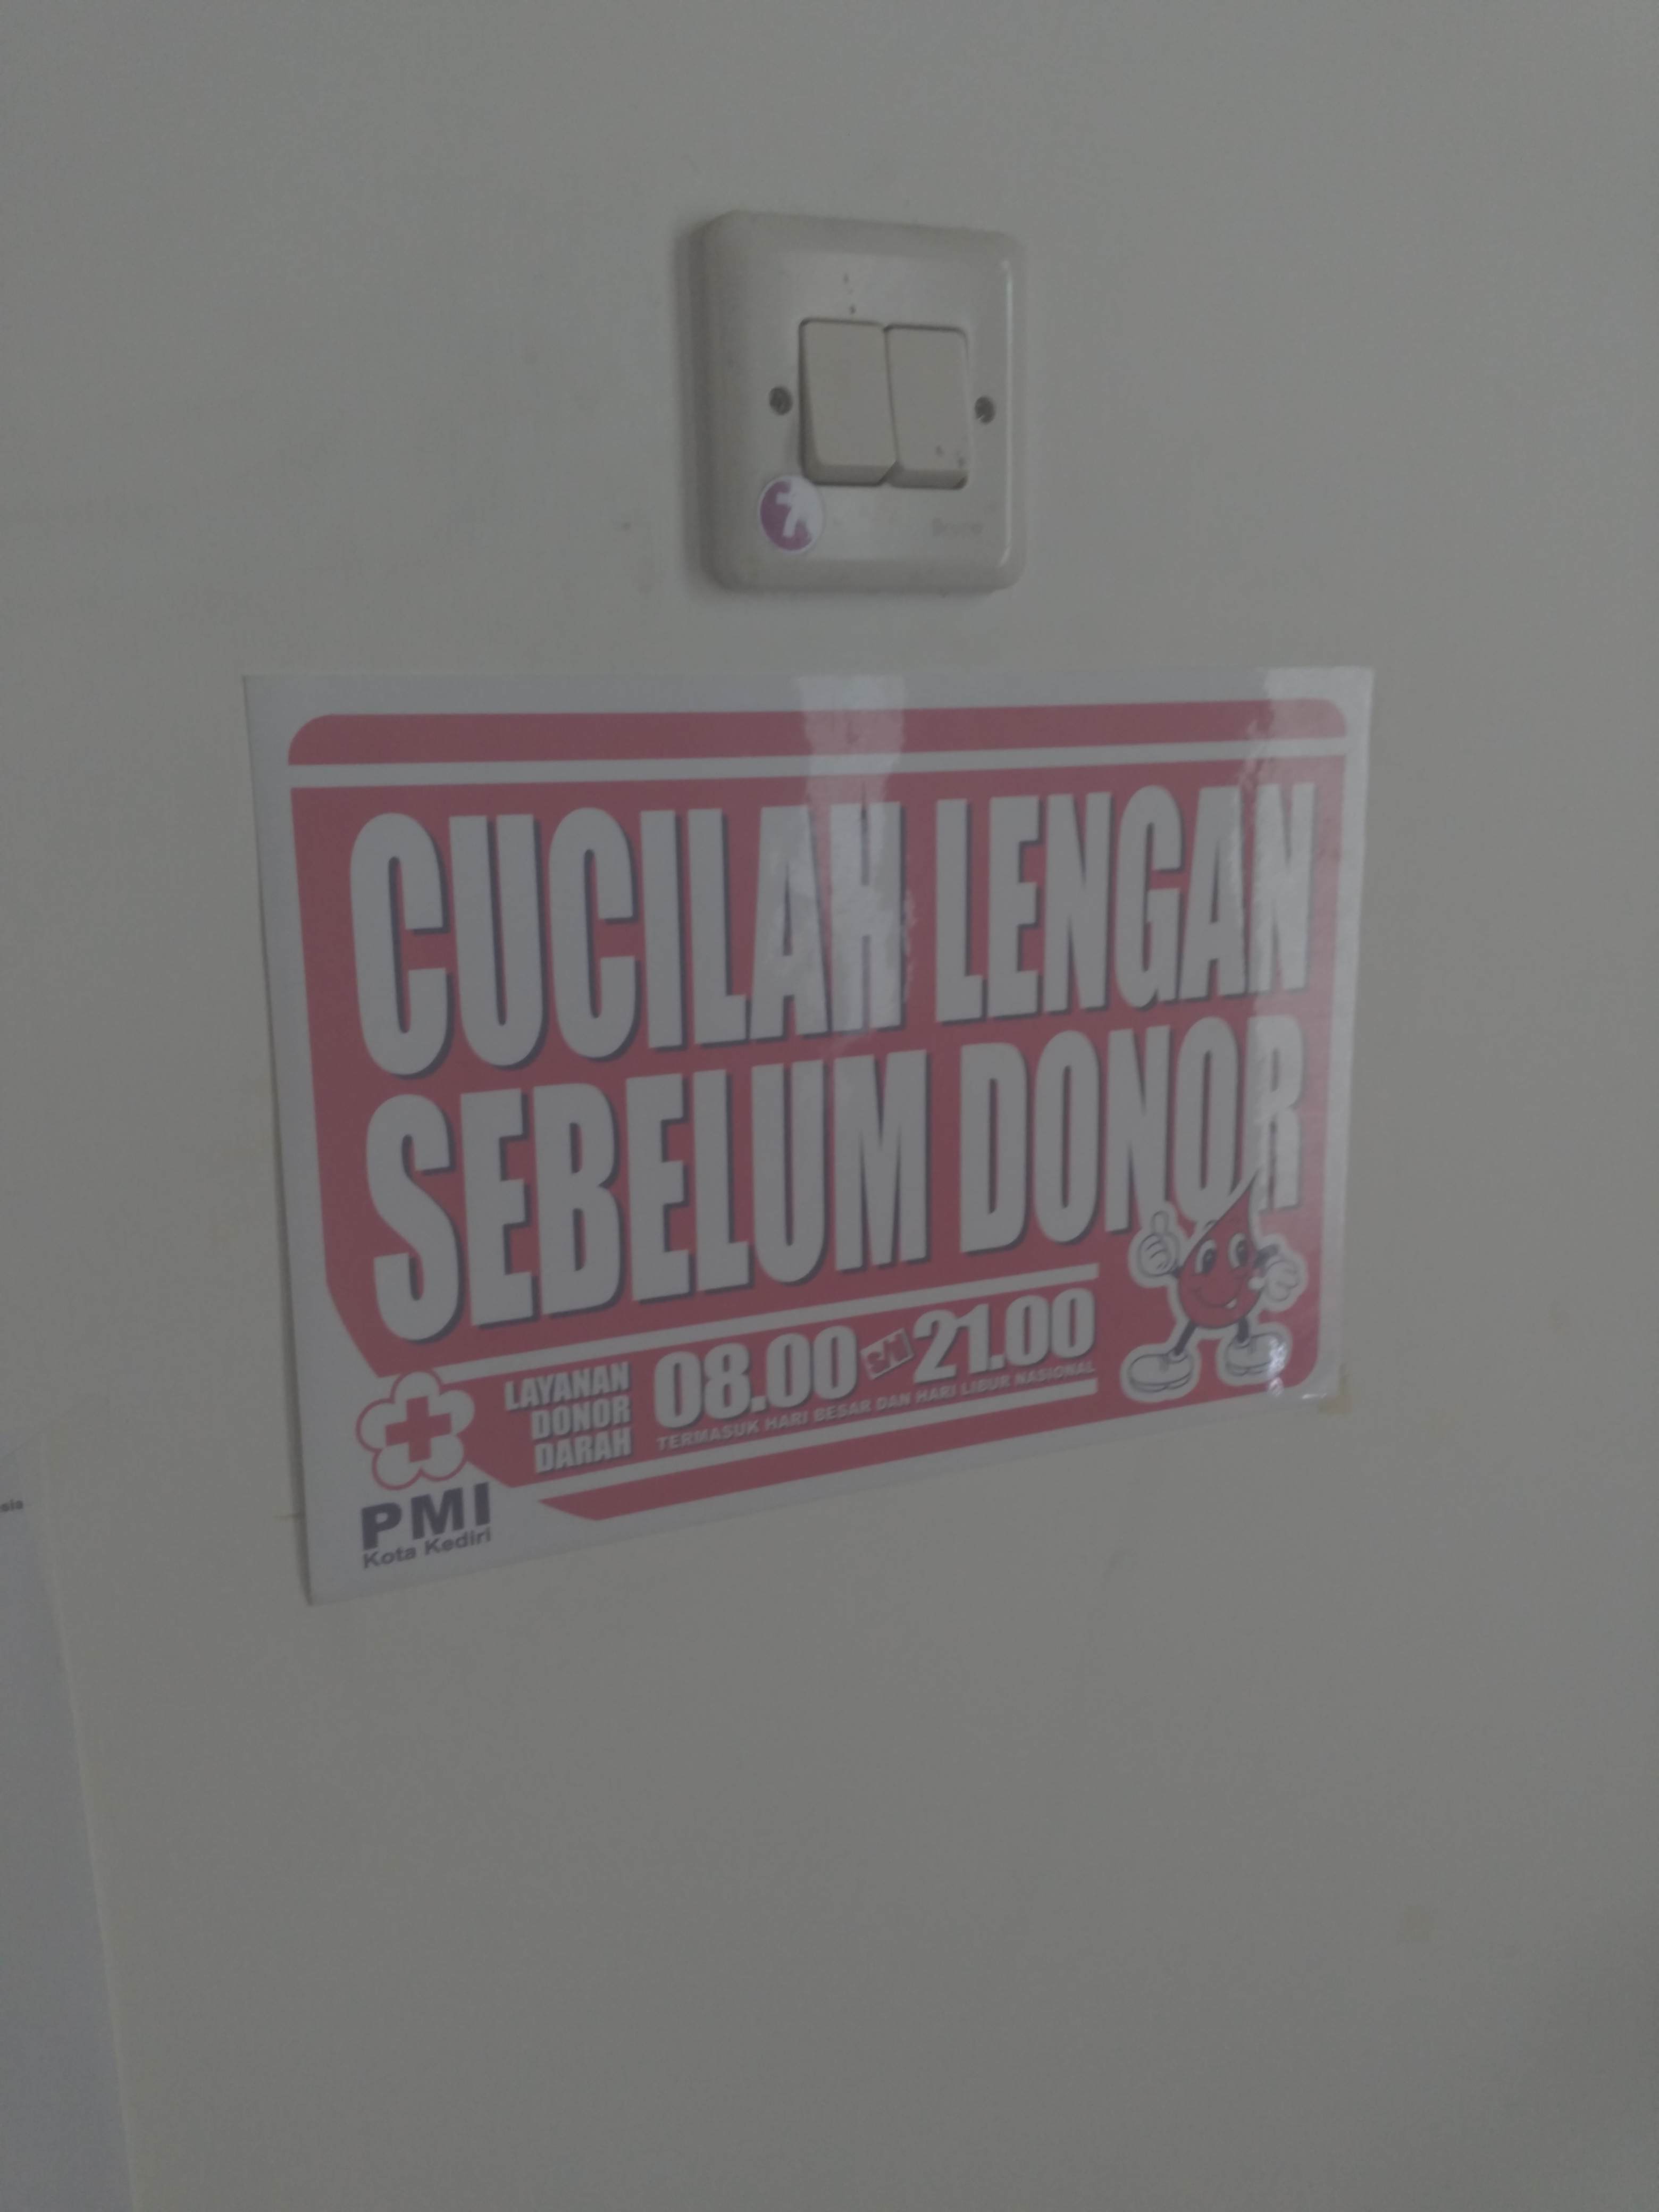 CUCILAH LENGAN
SEBELUM DONOR
LAYANAN
DONOR
DARAH
08.00 S/D 21.00
TERMASUK HARI BESAR DAN HARI LIBUR NASIONAL
PMI
Kota Kediri